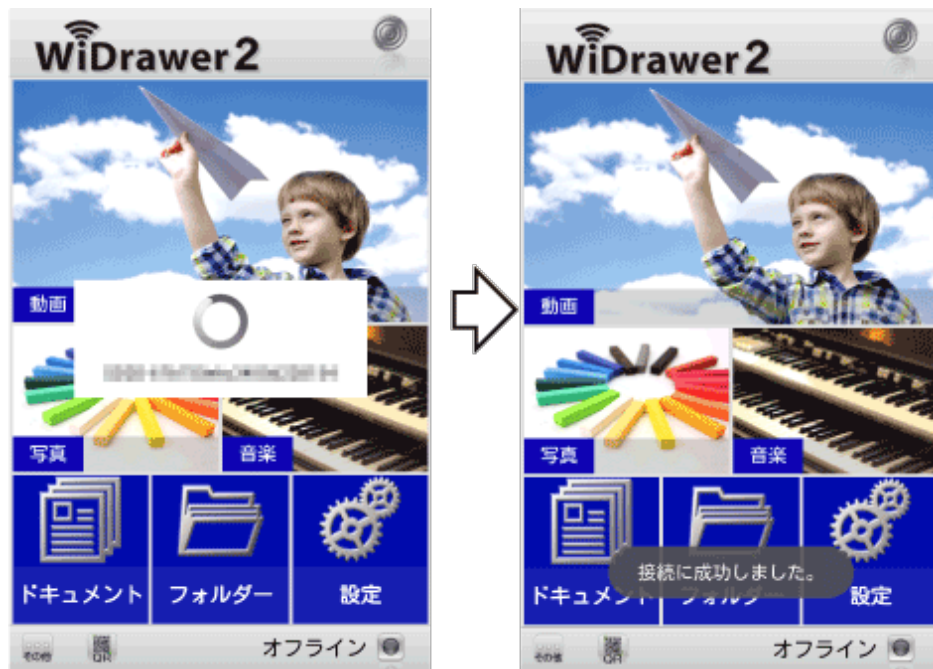 WiDrawer2
動画
写真
音楽
ドキュメント
フォルダー
設定
その他
QR
オフライン
WiDrawer2
動画
写真
音楽
ドキュメント
フォルダー
設定
接続に成功しました。
その他
QR
オフライン